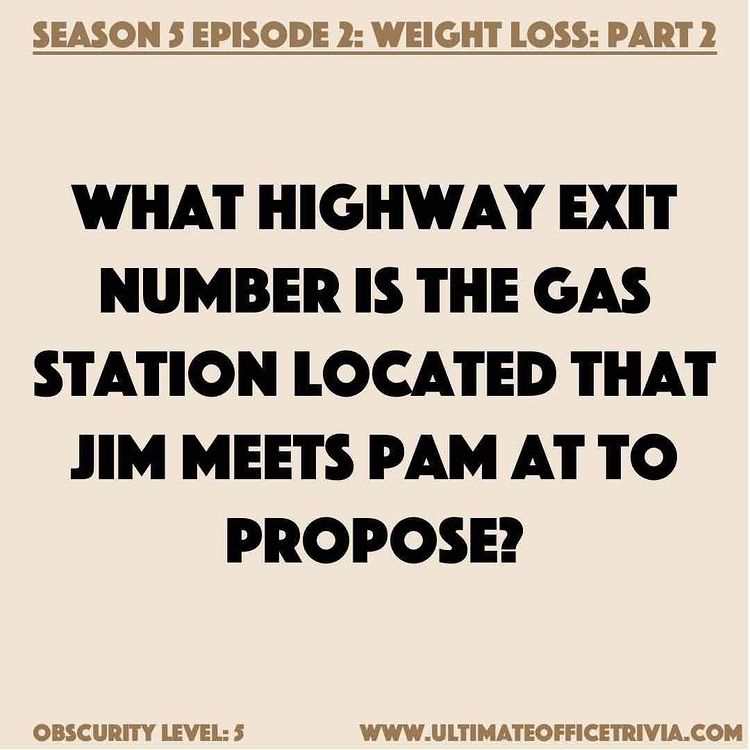 SEASON 5 EPISODE 2: WEIGHT LOSS: PART 2
WHAT HIGHWAY EXIT
NUMBER IS THE GAS
STATION LOCATED THAT
JIM MEETS PAM AT TO
PROPOSE?
OBSCURITY LEVEL: 5
WWW.ULTIMATEOFFICETRIVIA.COM